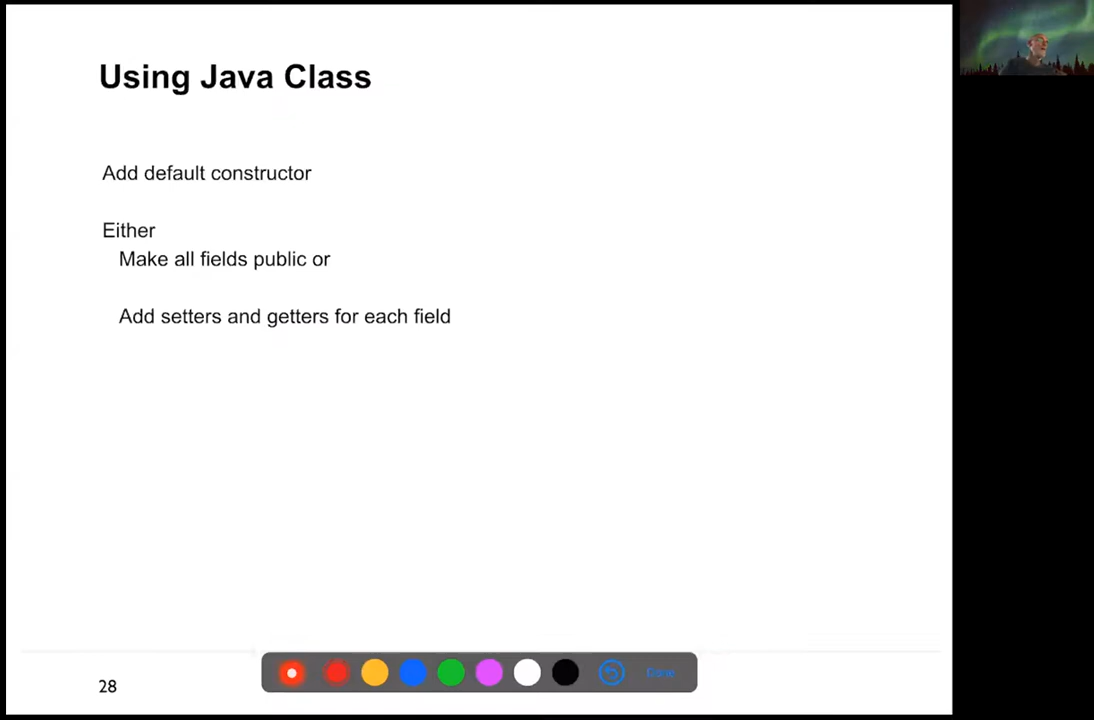 Using Java Class
Add default constructor
Either
Make all fields public or
Add setters and getters for each field
28
Done